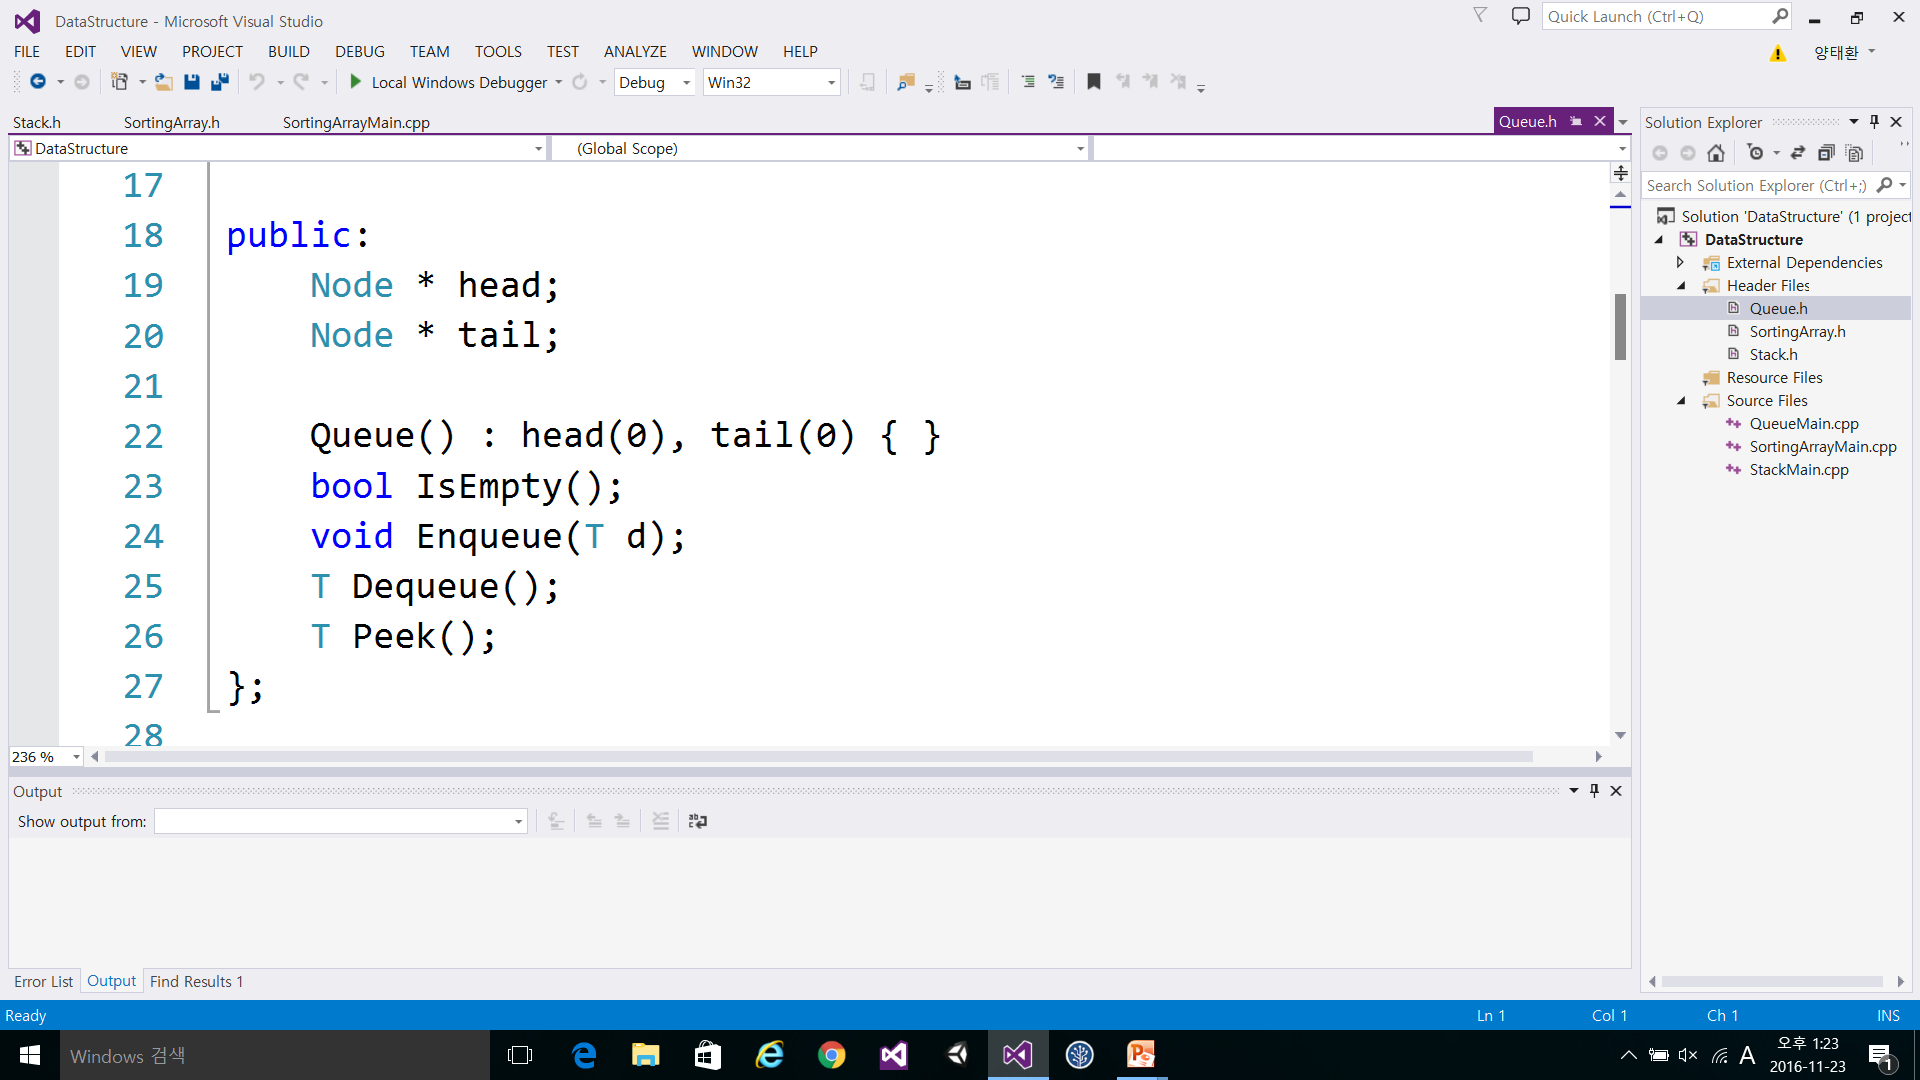 DataStructure - Microsoft Visual Studio
Quick Launch (Ctrl+Q)
FILE EDIT VIEW PROJECT BUILD DEBUG TEAM TOOLS TEST ANALYZE WINDOW HELP
양태환
Local Windows Debugger Debug Win32
Stack.h SortingArray.h SortingArrayMain.cpp Queue.h
DataStructure (Global Scope)
17
18 public:
19 Node * head;
20 Node * tail;
21
22 Queue() : head(0), tail(0) { }
23 bool IsEmpty();
24 void Enqueue(T d);
25 T Dequeue();
26 T Peek();
27 };
28
236 %
Output
Show output from:
Error List Output Find Results 1
Solution Explorer
Search Solution Explorer (Ctrl+;)
Solution 'DataStructure' (1 project
DataStructure
External Dependencies
Header Files
Queue.h
SortingArray.h
Stack.h
Resource Files
Source Files
QueueMain.cpp
SortingArrayMain.cpp
StackMain.cpp
Ready Ln 1 Col 1 Ch 1 INS
Windows 검색
A
오후 1:23
2016-11-23
1